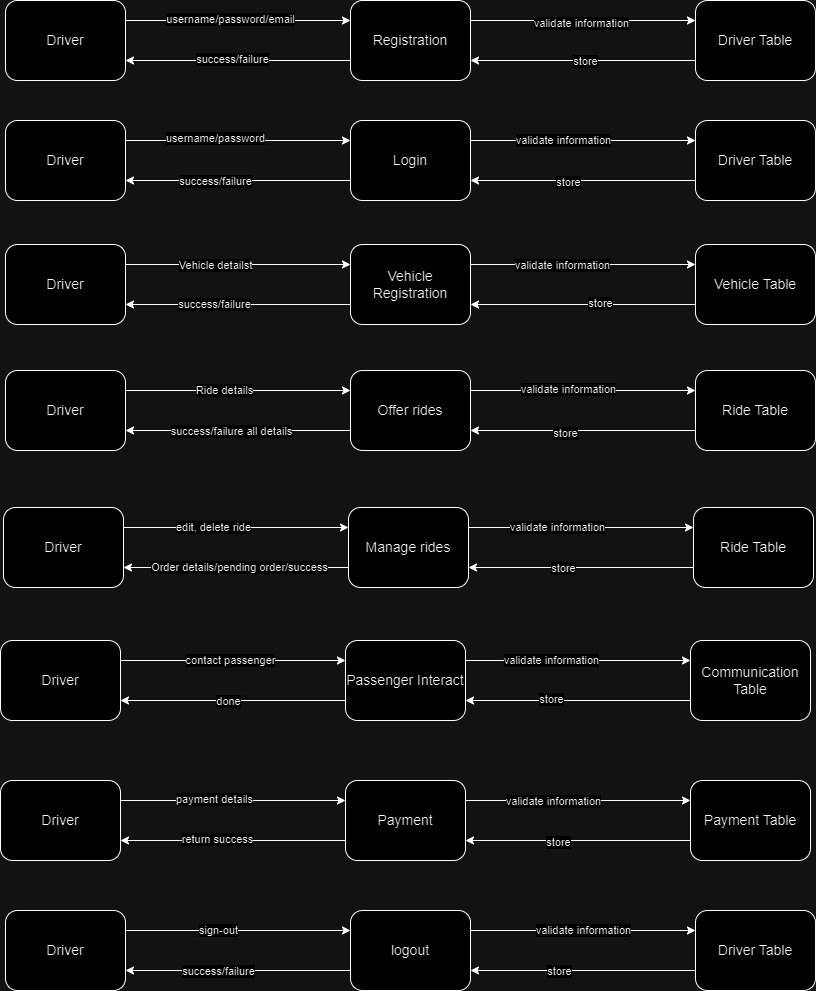 username/password/email
Driver
Registration
validate information
Driver Table
success/failure
store
username/password
validate information
Driver
Login
Driver Table
success/failure
store
Vehicle detailst
validate information
Driver
Vehicle
Registration
Vehicle Table
success/failure
store
Ride details
validate information
Driver
Offer rides
Ride Table
success/failure all details
store
edit, delete ride
validate information
Driver
Manage rides
Ride Table
Order details/pending order/success
store
contact passenger
validate information
Driver
Passenger Interact
Communication
Table
done
store
payment details
validate information
Driver
Payment
Payment Table
return success
store
sign-out
validate information
Driver
logout
Driver Table
success/failure
store